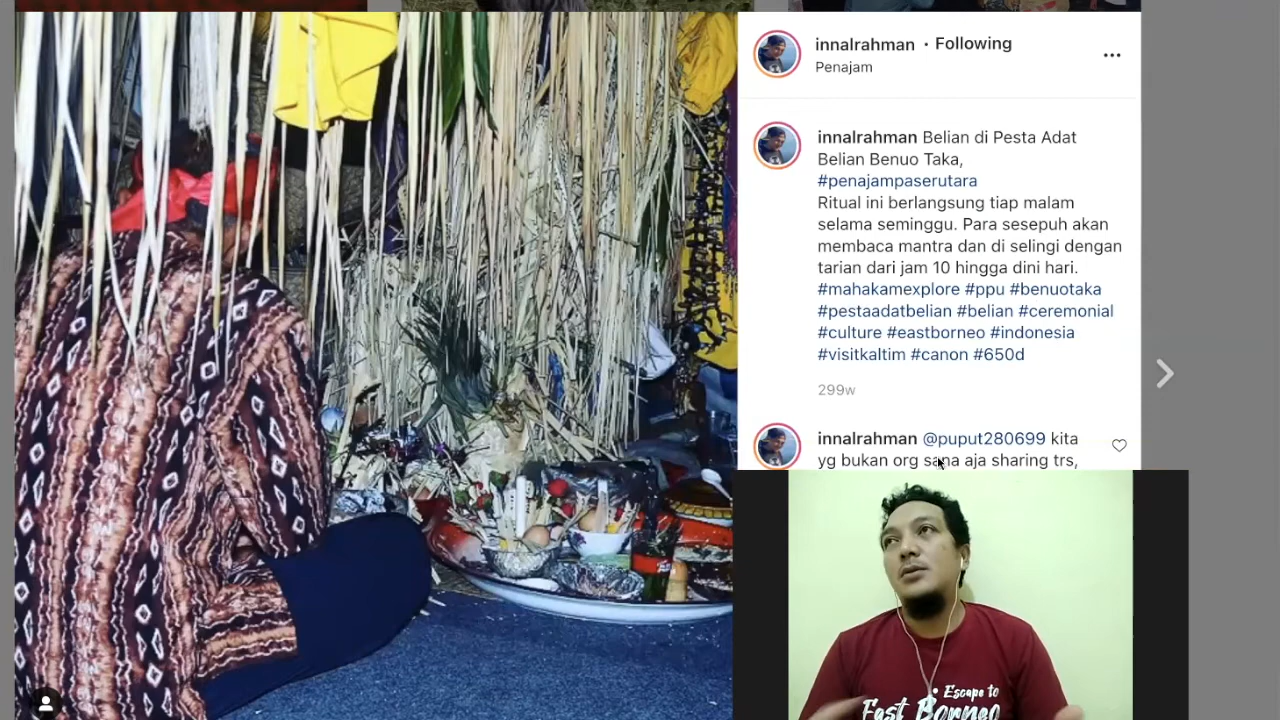 innalrahman • Following
Penajam
innalrahman Belian di Pesta Adat
Belian Benuo Taka,
#penajampaserutara
Ritual ini berlangsung tiap malam
selama seminggu. Para sesepuh akan
membaca mantra dan di selingi dengan
tarian dari jam 10 hingga dini hari.
#mahakamexplore #ppu #benuotaka
#pestaadatbelian #belian #ceremonial
#culture #eastborneo #indonesia
#visitkaltim #canon #650d
299w
innalrahman @puput280699 kita
yg bukan org sana aja sharing trs,
Escape to
East Borneo